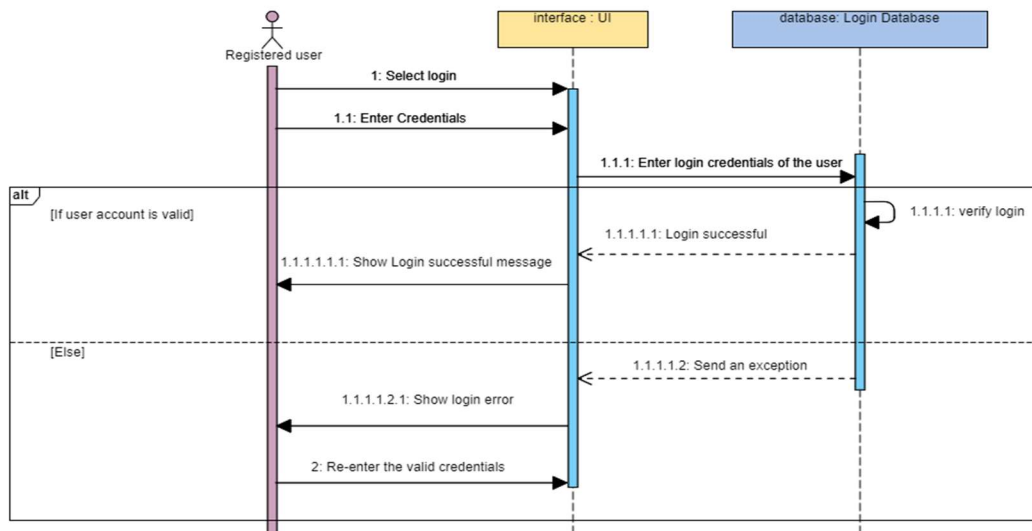 interface : UI
database: Login Database
Registered user
1: Select login
1.1: Enter Credentials
1.1.1: Enter login credentials of the user
alt
[If user account is valid]
1.1.1.1: verify login
1.1.1.1.1: Login successful
1.1.1.1.1.1: Show Login successful message
[Else]
1.1.1.1.2: Send an exception
1.1.1.1.2.1: Show login error
2: Re-enter the valid credentials